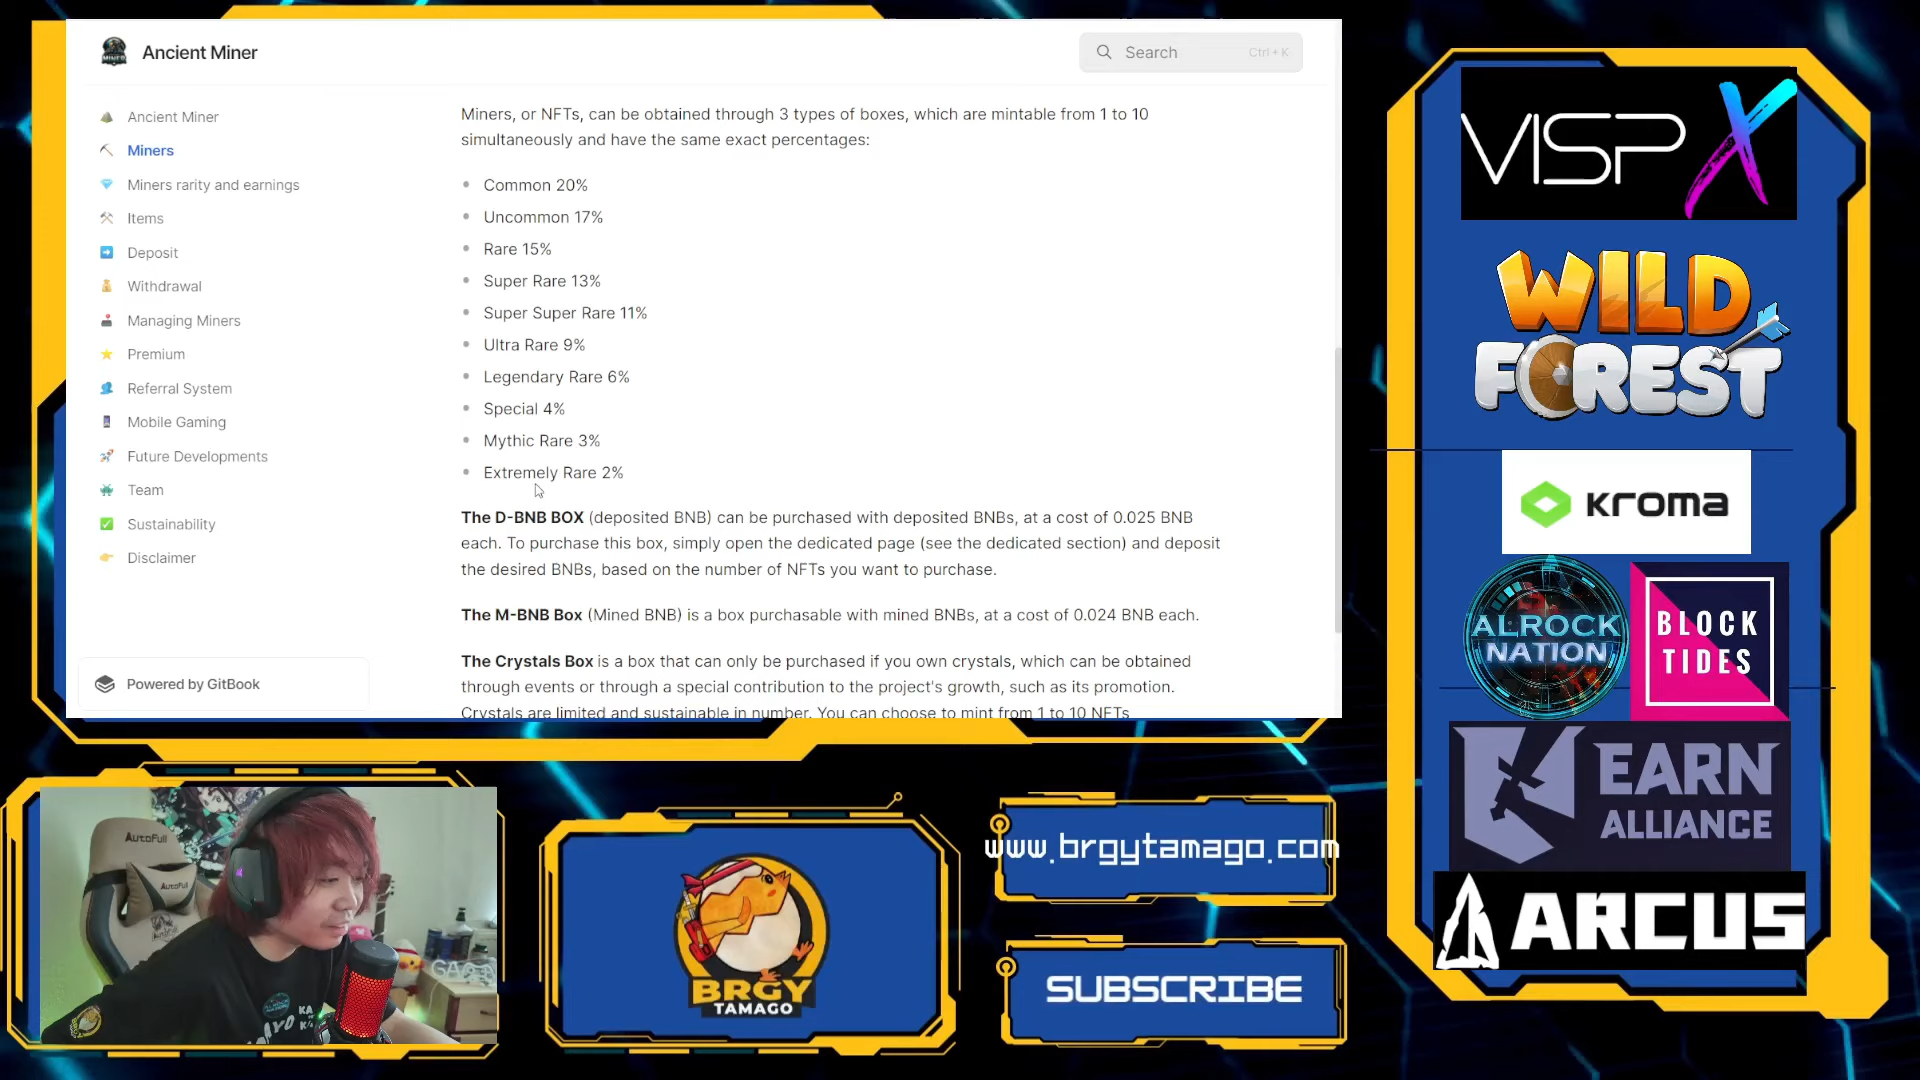 Ancient Miner
Search
Ctrl + K
Ancient Miner
Miners
Miners rarity and earnings
Items
Deposit
Withdrawal
Managing Miners
Premium
Referral System
Mobile Gaming
Future Developments
Team
Sustainability
Disclaimer
Powered by GitBook
Miners, or NFTs, can be obtained through 3 types of boxes, which are mintable from 1 to 10
simultaneously and have the same exact percentages:
Common 20%
Uncommon 17%
Rare 15%
Super Rare 13%
Super Super Rare 11%
Ultra Rare 9%
Legendary Rare 6%
Special 4%
Mythic Rare 3%
Extremely Rare 2%
The D-BNB BOX (deposited BNB) can be purchased with deposited BNBs, at a cost of 0.025 BNB
each. To purchase this box, simply open the dedicated page (see the dedicated section) and deposit
the desired BNBs, based on the number of NFTs you want to purchase.
The M-BNB Box (Mined BNB) is a box purchasable with mined BNBs, at a cost of 0.024 BNB each.
The Crystals Box is a box that can only be purchased if you own crystals, which can be obtained
through events or through a special contribution to the project's growth, such as its promotion.
Crystals are limited and sustainable in number. You can choose to mint from 1 to 10 NFTs
VISPX
WILD
FOREST
KROMA
ALROCK
NATION
BLOCK
TIDES
EARN
ALLIANCE
ARCUS
AutoFull
AutoFull
BRGY
TAMAGO
www.brgytamago.com
SUBSCRIBE